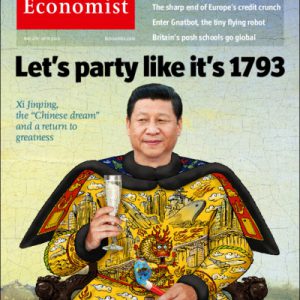 Economist
The sharp end of Europe's credit crunch
Enter Gnatbot, the tiny flying robot
Britain's posh schools go global
Let's party like it's 1793
Xi Jinping,
the "Chinese dream"
and a return to
greatness